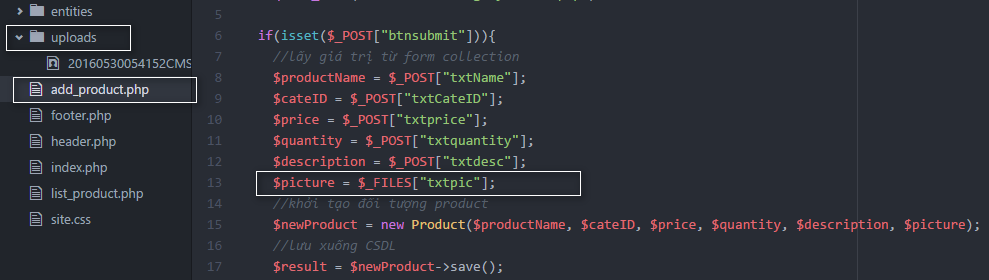 entities
uploads
20160530054152CMS
add_product.php
footer.php
header.php
index.php
list_product.php
site.css
5
6 if(isset($_POST["btnsubmit"])){
7 //lấy giá trị từ form collection
8 $productName = $_POST["txtName"];
9 $cateID = $_POST["txtCateID"];
10 $price = $_POST["txtprice"];
11 $quantity = $_POST["txtquantity"];
12 $description = $_POST["txtdesc"];
13 $picture = $_FILES["txtpic"];
14 //khởi tạo đối tượng product
15 $newProduct = new Product($productName, $cateID, $price, $quantity, $description, $picture);
16 //lưu xuống CSDL
17 $result = $newProduct->save();